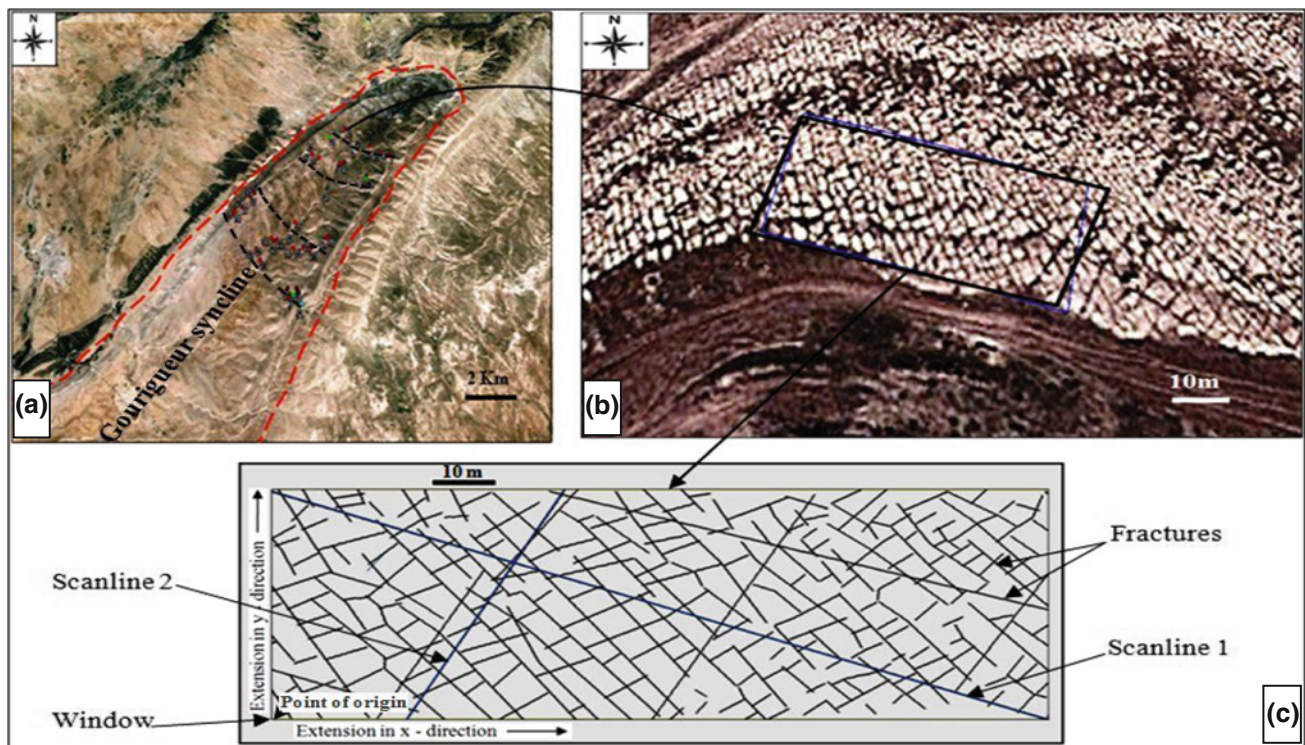 N
Gourigueur syncline
2 Km
(a)
N
10m
(b)
10 m
Extension in y - direction
Scanline 2
Fractures
Scanline 1
Point of origin
Window
Extension in x - direction
(c)